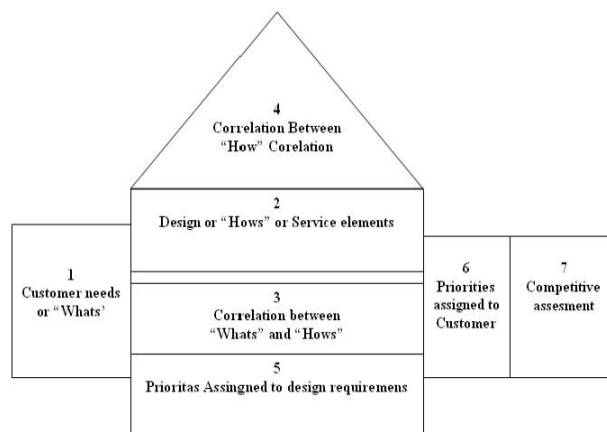 4
Correlation Between
“How” Corelation
2
Design or “Hows” or Service elements
1
Customer needs
or “Whats’
3
Correlation between
“Whats” and “Hows”
6
Priorities
assigned to
Customer
7
Competitive
assesment
5
Prioritas Assingned to design requiremens